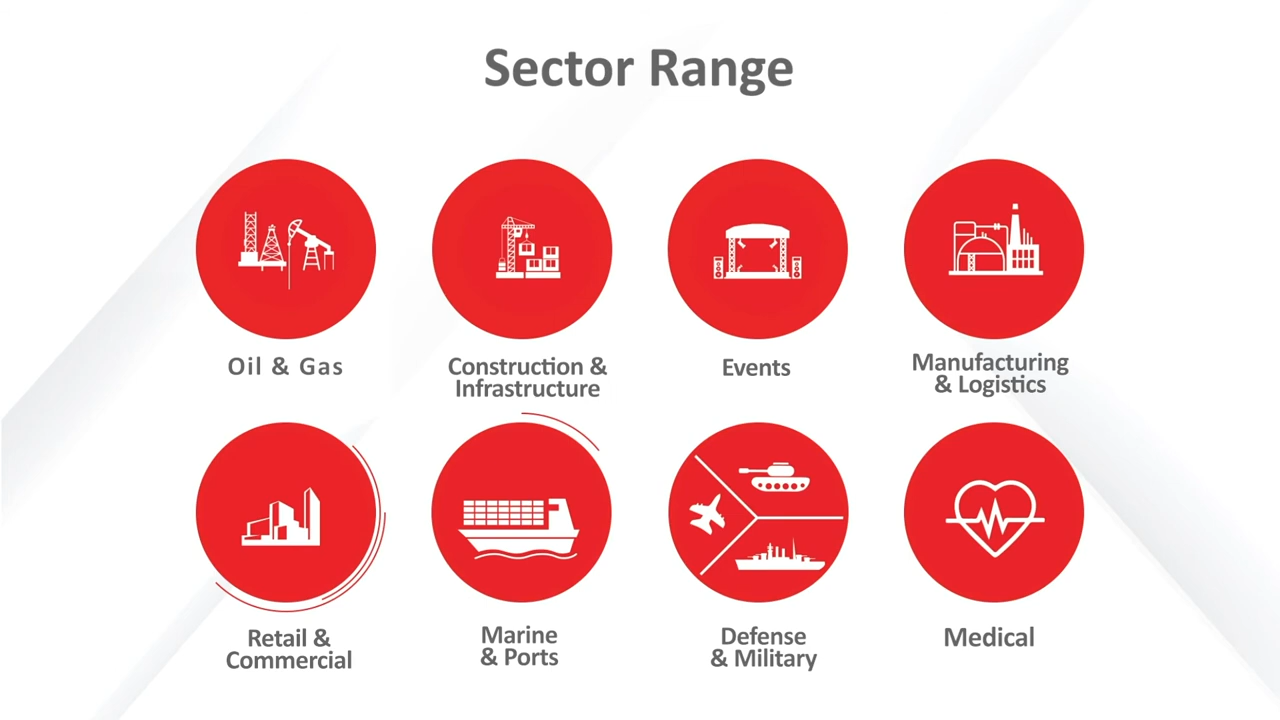 Sector Range
Oil & Gas
Construction &
Infrastructure
Events
Manufacturing
& Logistics
Retail &
Commercial
Marine
& Ports
Defense
& Military
Medical